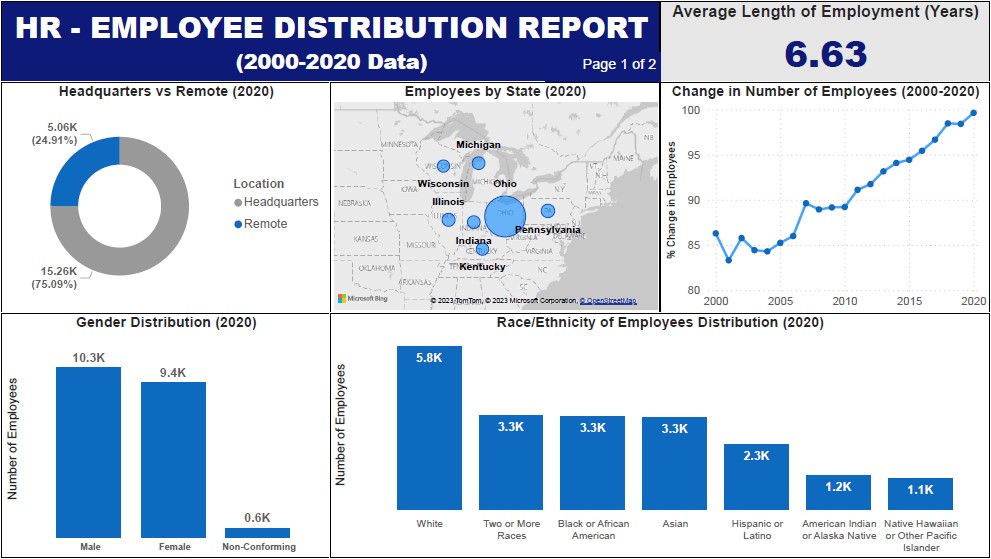 HR - EMPLOYEE DISTRIBUTION REPORT
(2000-2020 Data)
Page 1 of 2
Average Length of Employment (Years)
6.63
Headquarters vs Remote (2020)
5.06K
(24.91%)
Location
Headquarters
Remote
15.26K
(75.09%)
Employees by State (2020)
MINNESOTA
Michigan
NB
MAINE
Wisconsin
Ohio
IOWA
NY
NEBRASKA
Illinois
OHIO
Pennsylvania
KANSAS
MISSOURI
Indiana
VIRGINIA
Kentucky
OKLAHOMA
NC
ARKANSAS
SC
Microsoft Bing
© 2023 TomTom, © 2023 Microsoft Corporation, © OpenStreetMap
Change in Number of Employees (2000-2020)
% Change in Employees
100
95
90
85
80
2000
2005
2010
2015
2020
Gender Distribution (2020)
Number of Employees
10.3K
9.4K
0.6K
Male
Female
Non-Conforming
Race/Ethnicity of Employees Distribution (2020)
Number of Employees
5.8K
3.3K
3.3K
3.3K
2.3K
1.2K
1.1K
White
Two or More
Races
Black or African
American
Asian
Hispanic or
Latino
American Indian
or Alaska Native
Native Hawaiian
or Other Pacific
Islander